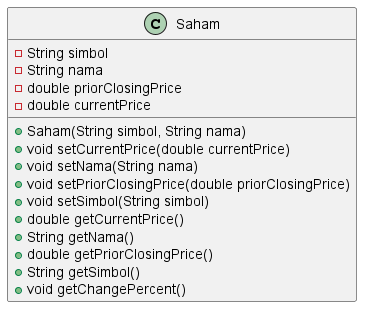 C Saham
String simbol
String nama
double priorClosingPrice
double currentPrice
Saham(String simbol, String nama)
void setCurrentPrice(double currentPrice)
void setNama(String nama)
void setPriorClosingPrice(double priorClosingPrice)
void setSimbol(String simbol)
double getCurrentPrice()
String getNama()
double getPriorClosingPrice()
String getSimbol()
void getChangePercent()